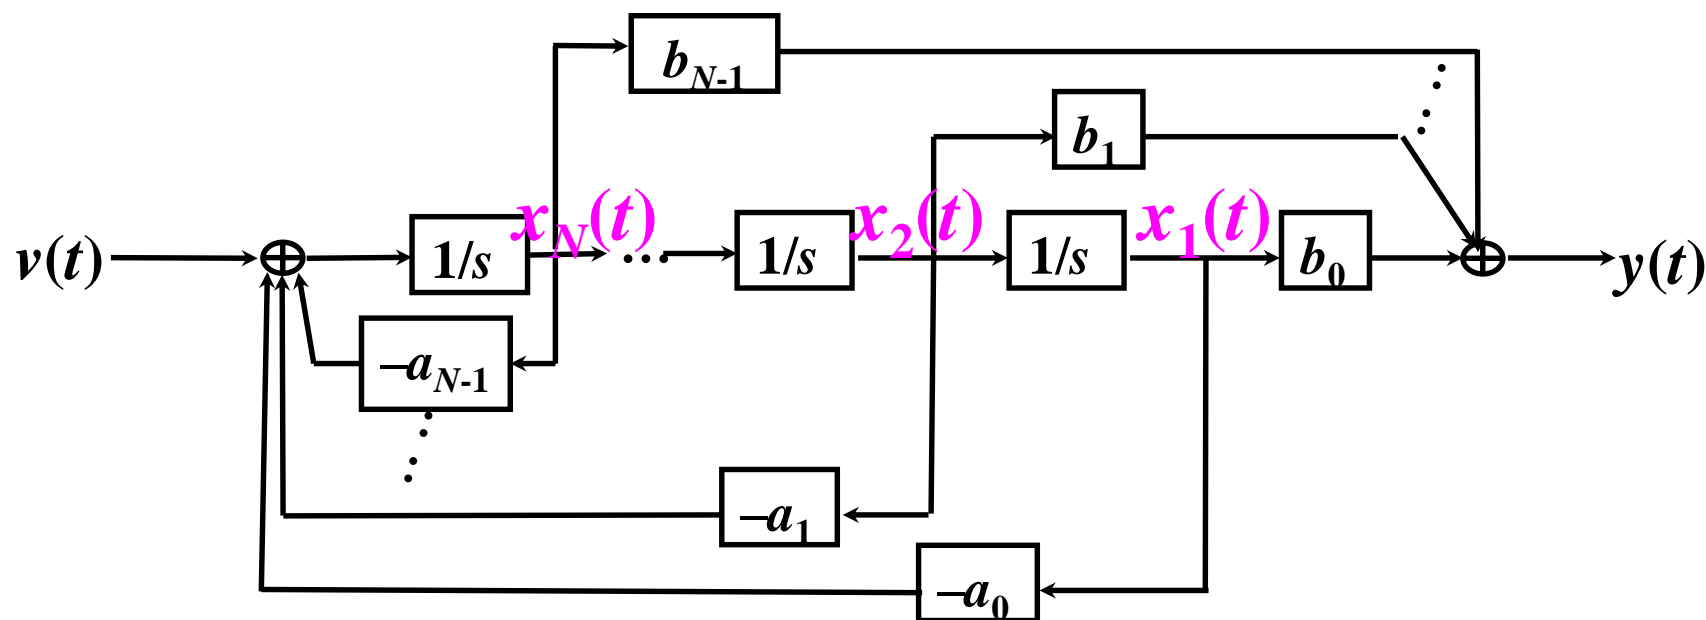 b_{N-1}
b_1
v(t)
1/s
x_N(t)
...
1/s
x_2(t)
1/s
x_1(t)
b_0
y(t)
–a_{N-1}
–a_1
–a_0